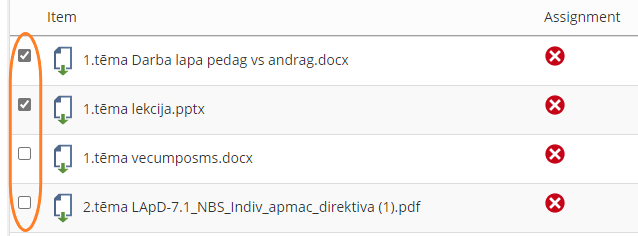 Item Assignment
1.tēma Darba lapa pedag vs andrag.docx
1.tēma lekcija.pptx
1.tēma vecumposms.docx
2.tēma LApD-7.1_NBS_Indiv_apmac_direktiva (1).pdf